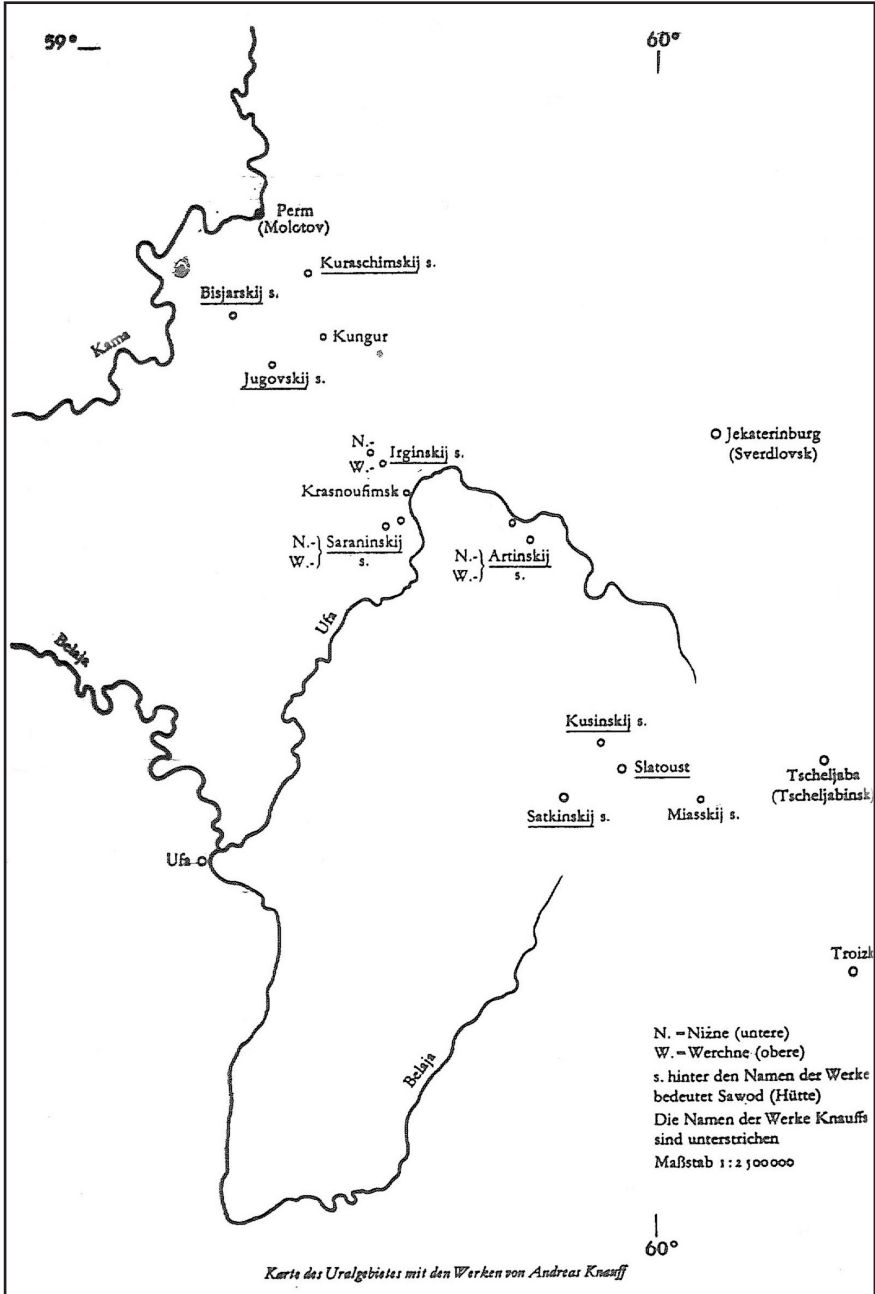 59°
60°
Perm
(Molotov)
Kuraschimskij s.
Bisjarskij s.
Kama
Kungur
Jugovskij s.
Jekaterinburg
(Sverdlovsk)
N.-
W.- Irginskij s.
Krasnoufimsk
N.-
W.- } Saraninskij
s.
N.-
W.- } Artinskij
s.
Ufa
Belaja
Kusinskij s.
Slatoust
Tscheljaba
(Tscheljabinsk)
Satkinskij s.
Miasskij s.
Ufa
Troizk
Belaja
N. = Nižne (untere)
W. = Werchne (obere)
s. hinter den Namen der Werke
bedeutet Sawod (Hütte)
Die Namen der Werke Knauffs
sind unterstrichen
Maßstab 1:2 500000
60°
Karte des Uralgebietes mit den Werken von Andreas Knauff